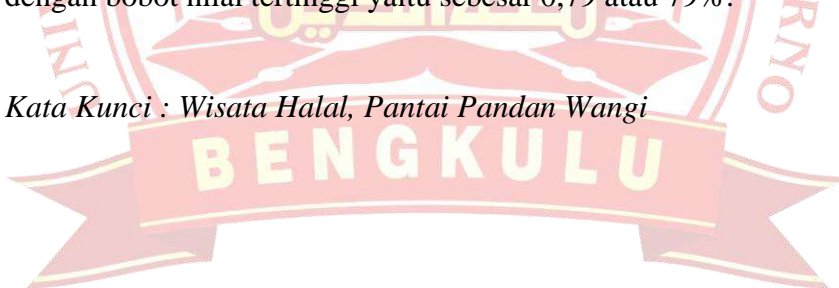 dengan bobot nilai tertinggi yaitu sebesar 0,79 atau 79%.
Kata Kunci : Wisata Halal, Pantai Pandan Wangi
BENGKULU